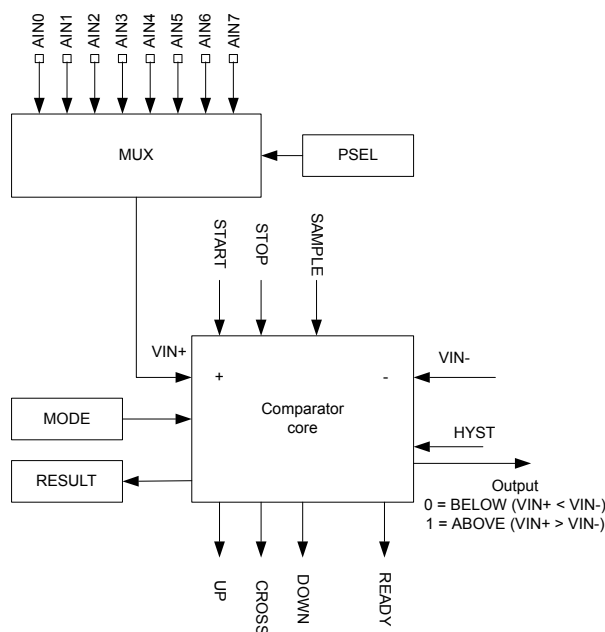 AIN0
AIN1
AIN2
AIN3
AIN4
AIN5
AIN6
AIN7
MUX
PSEL
START
STOP
SAMPLE
VIN+
VIN-
+
-
MODE
Comparator
core
HYST
RESULT
Output
0 = BELOW (VIN+ < VIN-)
1 = ABOVE (VIN+ > VIN-)
UP
CROSS
DOWN
READY